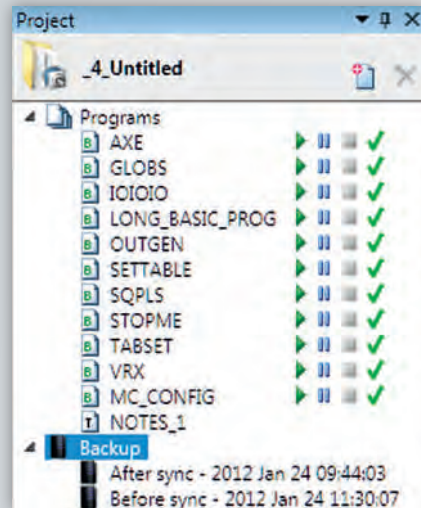 Project
_4_Untitled
Programs
AXE
GLOBS
IOIOIO
LONG_BASIC_PROG
OUTGEN
SETTABLE
SQPLS
STOPME
TABSET
VRX
MC_CONFIG
NOTES_1
Backup
After sync - 2012 Jan 24 09:44:03
Before sync - 2012 Jan 24 11:30:07